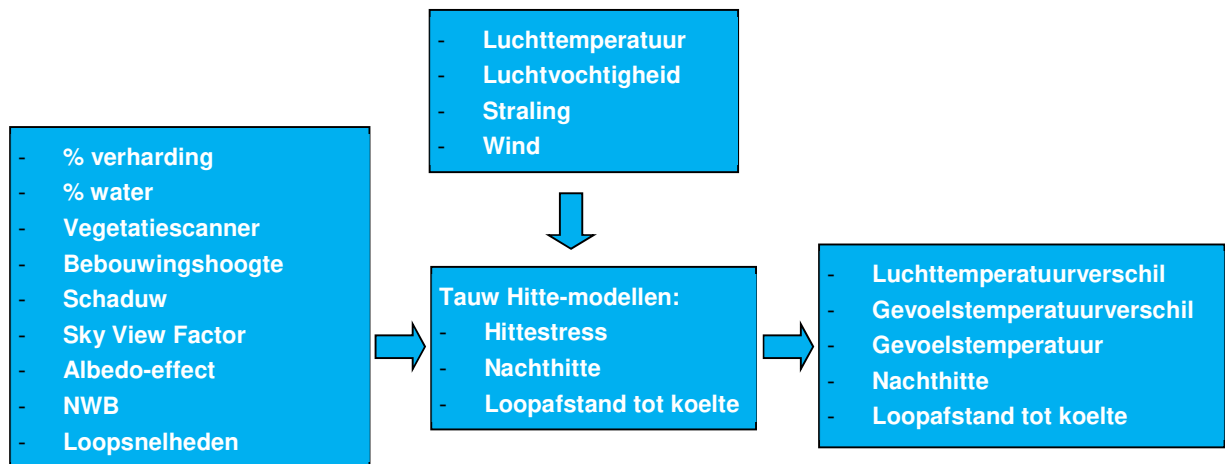 - Luchttemperatuur
- Luchtvochtigheid
- Straling
- Wind
- % verharding
- % water
- Vegetatiescanner
- Bebouwingshoogte
- Schaduw
- Sky View Factor
- Albedo-effect
- NWB
- Loopsnelheden
Tauw Hitte-modellen:
- Hittestress
- Nachthitte
- Loopafstand tot koelte
- Luchttemperatuurverschil
- Gevoelstemperatuurverschil
- Gevoelstemperatuur
- Nachthitte
- Loopafstand tot koelte